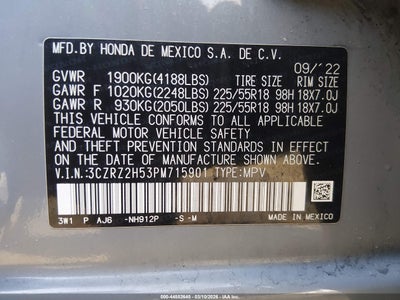 MFD.BY HONDA DE MEXICO S.A. DE C.V.
09/'22
GVWR 1900KG(4188LBS) TIRE SIZE RIM SIZE
GAWR F 1020KG(2248LBS) 225/55R18 98H 18X7.0J
GAWR R 930KG(2050LBS) 225/55R18 98H 18X7.0J
THIS VEHICLE CONFORMS TO ALL APPLICABLE
FEDERAL MOTOR VEHICLE SAFETY AND
THEFT PREVENTION STANDARDS IN EFFECT ON
THE DATE OF MANUFACTURE SHOWN ABOVE.
V.I.N.:3CZRZ2H53PM715901 TYPE:MPV
3W1 P AJ6 -NH912P -S-M MADE IN MEXICO